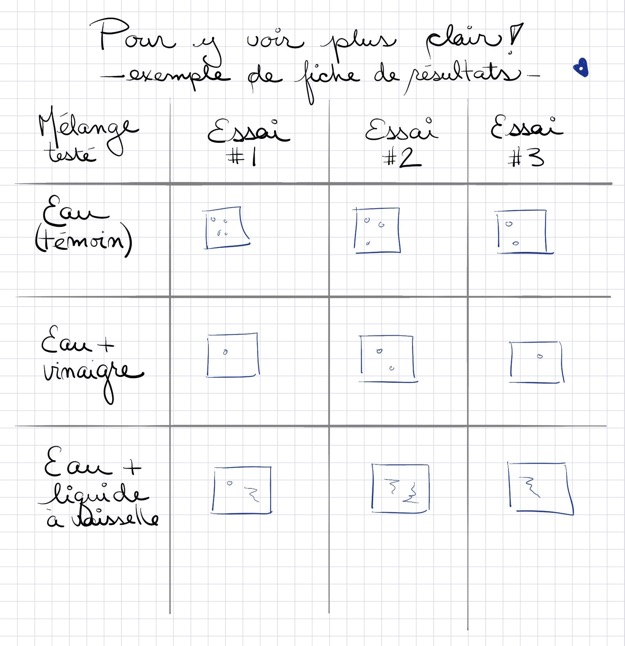 Pour y voir plus clair!
—exemple de fiche de résultats—
Mélange
testé
Essai
#1
Essai
#2
Essai
#3
Eau
(témoin)
Eau +
vinaigre
Eau +
liquide
à vaisselle